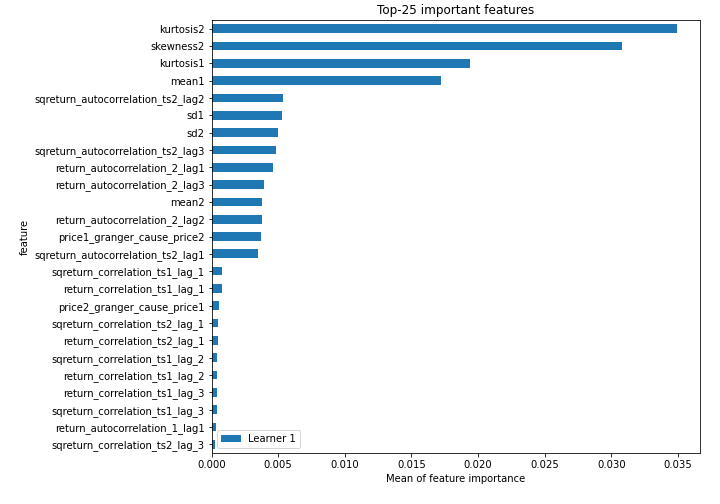 Top-25 important features
kurtosis2
skewness2
kurtosis1
mean1
sqreturn_autocorrelation_ts2_lag2
sd1
sd2
sqreturn_autocorrelation_ts2_lag3
return_autocorrelation_2_lag1
return_autocorrelation_2_lag3
mean2
return_autocorrelation_2_lag2
price1_granger_cause_price2
sqreturn_autocorrelation_ts2_lag1
sqreturn_correlation_ts1_lag_1
return_correlation_ts1_lag_1
price2_granger_cause_price1
sqreturn_correlation_ts2_lag_1
return_correlation_ts2_lag_1
sqreturn_correlation_ts1_lag_2
return_correlation_ts1_lag_2
return_correlation_ts1_lag_3
sqreturn_correlation_ts1_lag_3
return_autocorrelation_1_lag1
sqreturn_correlation_ts2_lag_3
feature
Learner 1
0.000 0.005 0.010 0.015 0.020 0.025 0.030 0.035
Mean of feature importance